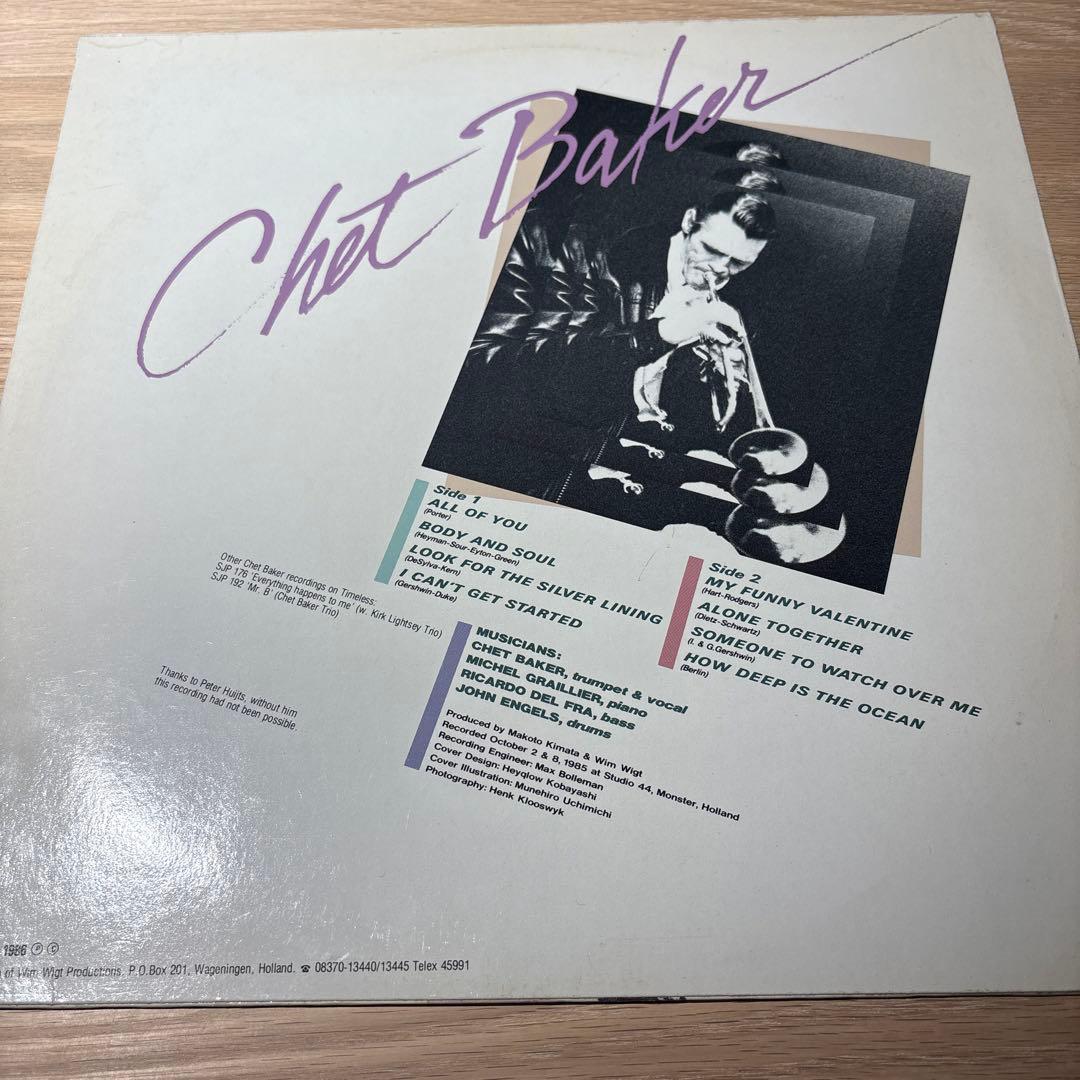 Chet Baker
Side 1
ALL OF YOU
(Porter)
BODY AND SOUL
(Heyman-Sour-Eyton-Green)
LOOK FOR THE SILVER LINING
(DeSylva-Kern)
I CAN'T GET STARTED
(Gershwin-Duke)
Side 2
MY FUNNY VALENTINE
(Hart-Rodgers)
ALONE TOGETHER
(Dietz-Schwartz)
SOMEONE TO WATCH OVER ME
(I. & G.Gershwin)
HOW DEEP IS THE OCEAN
(Berlin)
Other Chet Baker recordings on Timeless:
SJP 176 'Everything happens to me' (w. Kirk Lightsey Trio)
SJP 192 'Mr. B' (Chet Baker Trio)
MUSICIANS:
CHET BAKER, trumpet & vocal
MICHEL GRAILLIER, piano
RICARDO DEL FRA, bass
JOHN ENGELS, drums
Thanks to Peter Huijts, without him
this recording had not been possible.
Produced by Makoto Kimata & Wim Wigt
Recorded October 2 & 8, 1985 at Studio 44, Monster, Holland
Recording Engineer: Max Bolleman
Cover Design: Heyqlow Kobayashi
Cover Illustration: Munehiro Uchimichi
Photography: Henk Klooswyk
1986 ℗ ©
of Wim Wigt Productions, P.O.Box 201, Wageningen, Holland. ☎ 08370-13440/13445 Telex 45991